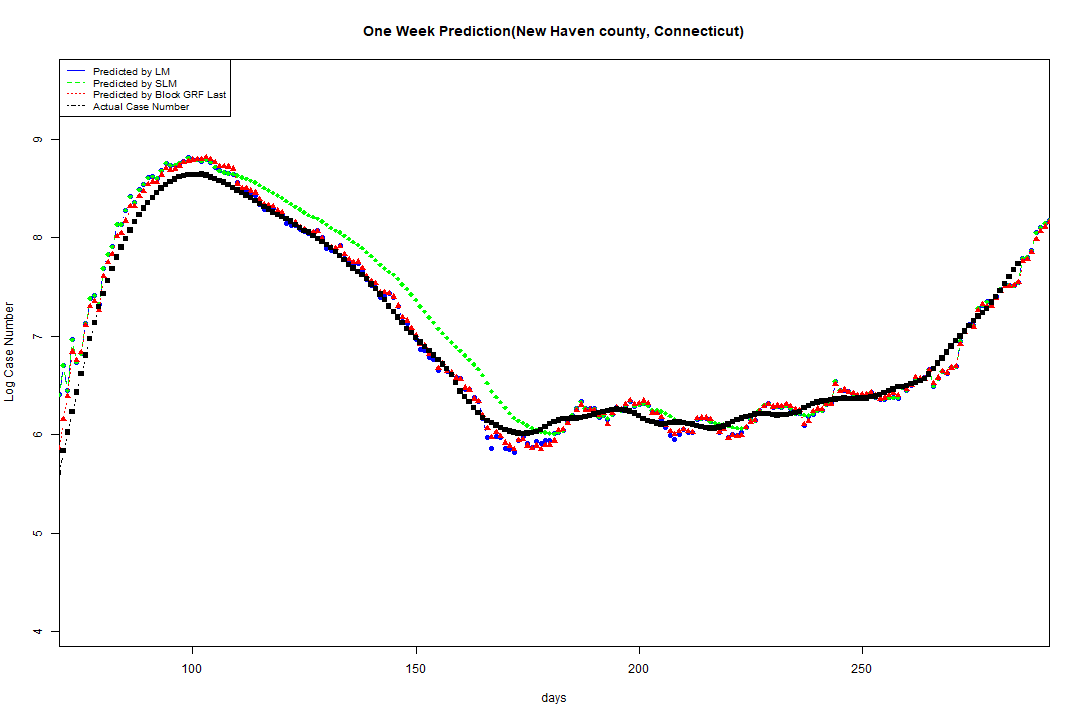 One Week Prediction(New Haven county, Connecticut)
Predicted by LM
Predicted by SLM
Predicted by Block GRF Last
Actual Case Number
9
8
7
6
5
4
Log Case Number
100 150 200 250
days